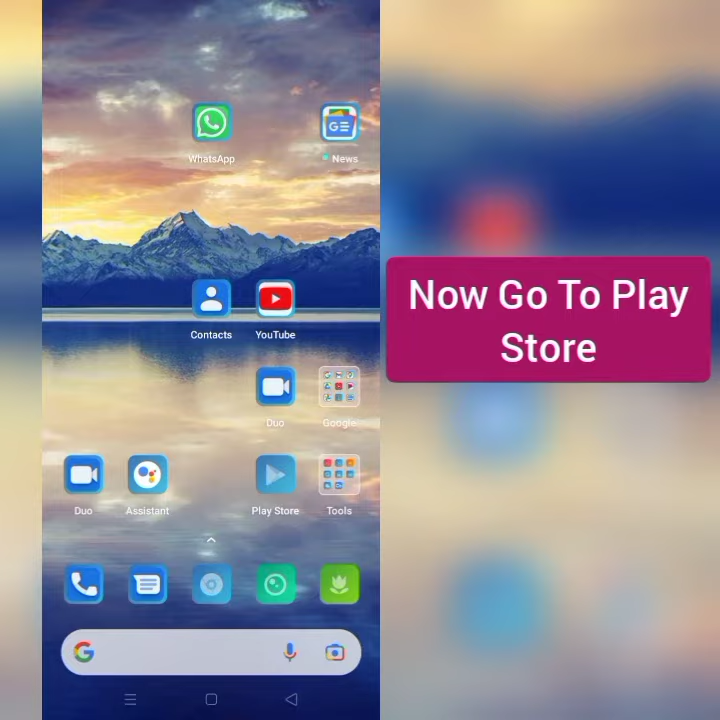 WhatsApp
News
Now Go To Play
Store
Contacts
YouTube
Duo
Google
Duo
Assistant
Play Store
Tools